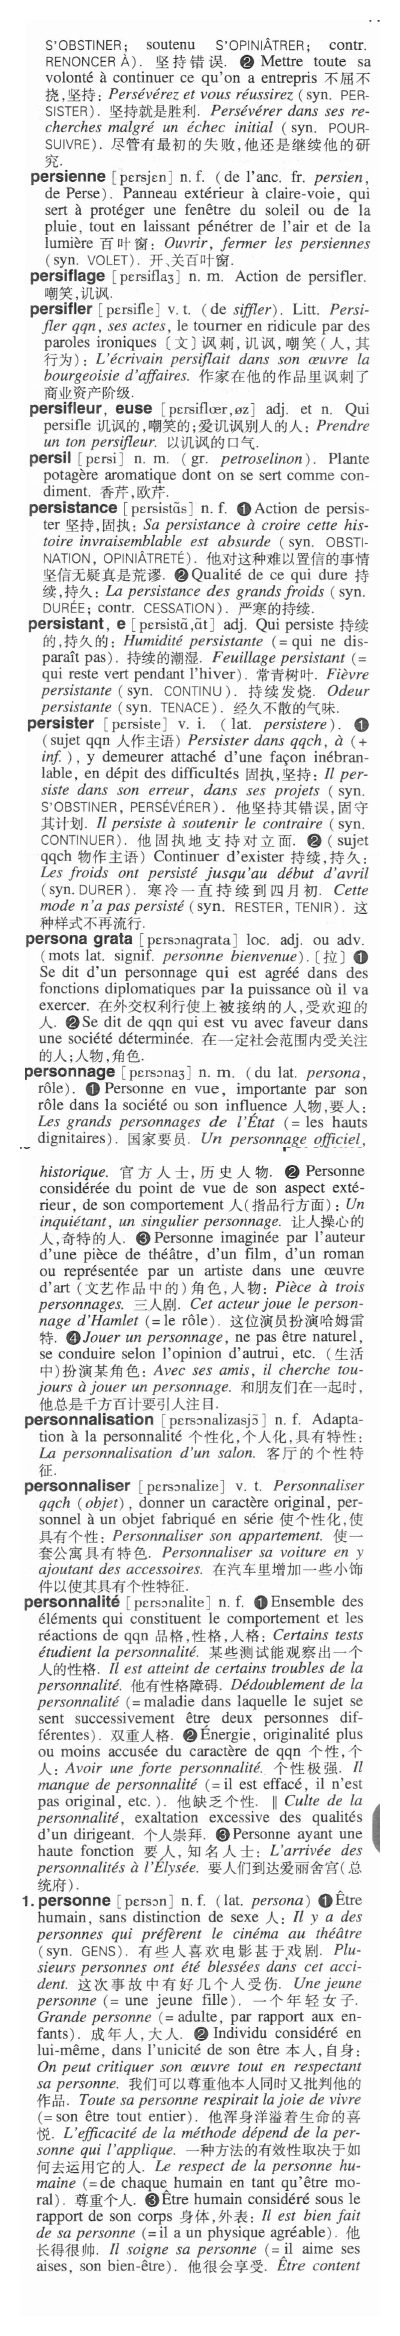 S'OBSTINER; soutenu S'OPINIÂTRER; contr.
RENONCER À). 坚持错误. ❷ Mettre toute sa
volonté à continuer ce qu'on a entrepris 不屈不
挠,坚持: Persévérez et vous réussirez (syn. PER-
SISTER). 坚持就是胜利. Persévérer dans ses re-
cherches malgré un échec initial (syn. POUR-
SUIVRE). 尽管有最初的失败,他还是继续他的研
究.
persienne [pɛrsjɛn] n. f. (de l'anc. fr. persien,
de Perse). Panneau extérieur à claire-voie, qui
sert à protéger une fenêtre du soleil ou de la
pluie, tout en laissant pénétrer de l'air et de la
lumière 百叶窗: Ouvrir, fermer les persiennes
(syn. VOLET). 开、关百叶窗.
persiflage [pɛrsiflaʒ] n. m. Action de persifler.
嘲笑,讥讽.
persifler [pɛrsifle] v. t. (de siffler). Litt. Persi-
fler qqn, ses actes, le tourner en ridicule par des
paroles ironiques [文]讽刺,讥讽,嘲笑(人,其
行为): L'écrivain persiflait dans son œuvre la
bourgeoisie d'affaires. 作家在他的作品里讽刺了
商业资产阶级.
persifleur, euse [pɛrsiflœr,øz] adj. et n. Qui
persifle 讥讽的,嘲笑的;爱讥讽别人的人: Prendre
un ton persifleur. 以讥讽的口气.
persil [pɛrsi] n. m. (gr. petroselinon). Plante
potagère aromatique dont on se sert comme con-
diment. 香芹,欧芹.
persistance [pɛrsistɑ̃s] n. f. ❶ Action de persis-
ter 坚持,固执: Sa persistance à croire cette his-
toire invraisemblable est absurde (syn. OBSTI-
NATION, OPINIÂTRETÉ). 他对这种难以置信的事情
坚信无疑真是荒谬. ❷ Qualité de ce qui dure 持
续,持久: La persistance des grands froids (syn.
DURÉE; contr. CESSATION). 严寒的持续.
persistant, e [pɛrsistɑ̃,ɑ̃t] adj. Qui persiste 持续
的,持久的: Humidité persistante (= qui ne dis-
paraît pas). 持续的潮湿. Feuillage persistant (=
qui reste vert pendant l'hiver). 常青树叶. Fièvre
persistante (syn. CONTINU). 持续发烧. Odeur
persistante (syn. TENACE). 经久不散的气味.
persister [pɛrsiste] v. i. (lat. persistere). ❶
(sujet qqn 人作主语) Persister dans qqch, à (+
inf.), y demeurer attaché d'une façon inébran-
lable, en dépit des difficultés 固执,坚持: Il per-
siste dans son erreur, dans ses projets (syn.
S'OBSTINER, PERSÉVÉRER). 他坚持其错误,固守
其计划. Il persiste à soutenir le contraire (syn.
CONTINUER). 他固执地支持对立面. ❷ (sujet
qqch 物作主语) Continuer d'exister 持续,持久:
Les froids ont persisté jusqu'au début d'avril
(syn. DURER). 寒冷一直持续到四月初. Cette
mode n'a pas persisté (syn. RESTER, TENIR). 这
种样式不再流行.
persona grata [pɛrsɔnagrata] loc. adj. ou adv.
(mots lat. signif. personne bienvenue). [拉] ❶
Se dit d'un personnage qui est agréé dans des
fonctions diplomatiques par la puissance où il va
exercer. 在外交权利行使上被接纳的人,受欢迎的
人. ❷ Se dit de qqn qui est vu avec faveur dans
une société déterminée. 在一定社会范围内受关注
的人;人物,角色.
personnage [pɛrsɔnaʒ] n. m. (du lat. persona,
rôle). ❶ Personne en vue, importante par son
rôle dans la société ou son influence 人物,要人:
Les grands personnages de l'État (= les hauts
dignitaires). 国家要员. Un personnage officiel,
historique. 官方人士,历史人物. ❷ Personne
considérée du point de vue de son aspect exté-
rieur, de son comportement 人(指品行方面): Un
inquiétant, un singulier personnage. 让人操心的
人,奇特的人. ❸ Personne imaginée par l'auteur
d'une pièce de théâtre, d'un film, d'un roman
ou représentée par un artiste dans une œuvre
d'art (文艺作品中的)角色,人物: Pièce à trois
personnages. 三人剧. Cet acteur joue le person-
nage d'Hamlet (= le rôle). 这位演员扮演哈姆雷
特. ❹ Jouer un personnage, ne pas être naturel,
se conduire selon l'opinion d'autrui, etc. (生活
中)扮演某角色: Avec ses amis, il cherche tou-
jours à jouer un personnage. 和朋友们在一起时,
他总是千方百计要引人注目.
personnalisation [pɛrsɔnalizasjɔ̃] n. f. Adapta-
tion à la personnalité 个性化,个人化,具有特性:
La personnalisation d'un salon. 客厅的个性特
征.
personnaliser [pɛrsɔnalize] v. t. Personnaliser
qqch (objet), donner un caractère original, per-
sonnel à un objet fabriqué en série 使个性化,使
具有个性: Personnaliser son appartement. 使一
套公寓具有特色. Personnaliser sa voiture en y
ajoutant des accessoires. 在汽车里增加一些小饰
件以使其具有个性特征.
personnalité [pɛrsɔnalite] n. f. ❶ Ensemble des
éléments qui constituent le comportement et les
réactions de qqn 品格,性格,人格: Certains tests
étudient la personnalité. 某些测试能观察出一个
人的性格. Il est atteint de certains troubles de la
personnalité. 他有性格障碍. Dédoublement de la
personnalité (= maladie dans laquelle le sujet se
sent successivement être deux personnes dif-
férentes). 双重人格. ❷ Énergie, originalité plus
ou moins accusée du caractère de qqn 个性,个
人: Avoir une forte personnalité. 个性极强. Il
manque de personnalité (= il est effacé, il n'est
pas original, etc.). 他缺乏个性. ‖ Culte de la
personnalité, exaltation excessive des qualités
d'un dirigeant. 个人崇拜. ❸ Personne ayant une
haute fonction 要人,知名人士: L'arrivée des
personnalités à l'Élysée. 要人们到达爱丽舍宫(总
统府).
1. personne [pɛrsɔn] n. f. (lat. persona) ❶ Être
humain, sans distinction de sexe 人: Il y a des
personnes qui préfèrent le cinéma au théâtre
(syn. GENS). 有些人喜欢电影甚于戏剧. Plu-
sieurs personnes ont été blessées dans cet acci-
dent. 这次事故中有好几个人受伤. Une jeune
personne (= une jeune fille). 一个年轻女子.
Grande personne (= adulte, par rapport aux en-
fants). 成年人,大人. ❷ Individu considéré en
lui-même, dans l'unicité de son être 本人,自身:
On peut critiquer son œuvre tout en respectant
sa personne. 我们可以尊重他本人同时又批判他的
作品. Toute sa personne respirait la joie de vivre
(= son être tout entier). 他浑身洋溢着生命的喜
悦. L'efficacité de la méthode dépend de la per-
sonne qui l'applique. 一种方法的有效性取决于如
何去运用它的人. Le respect de la personne hu-
maine (= de chaque humain en tant qu'être mo-
ral). 尊重个人. ❸ Être humain considéré sous le
rapport de son corps 身体,外表: Il est bien fait
de sa personne (= il a un physique agréable). 他
长得很帅. Il soigne sa personne (= il aime ses
aises, son bien-être). 他很会享受. Être content